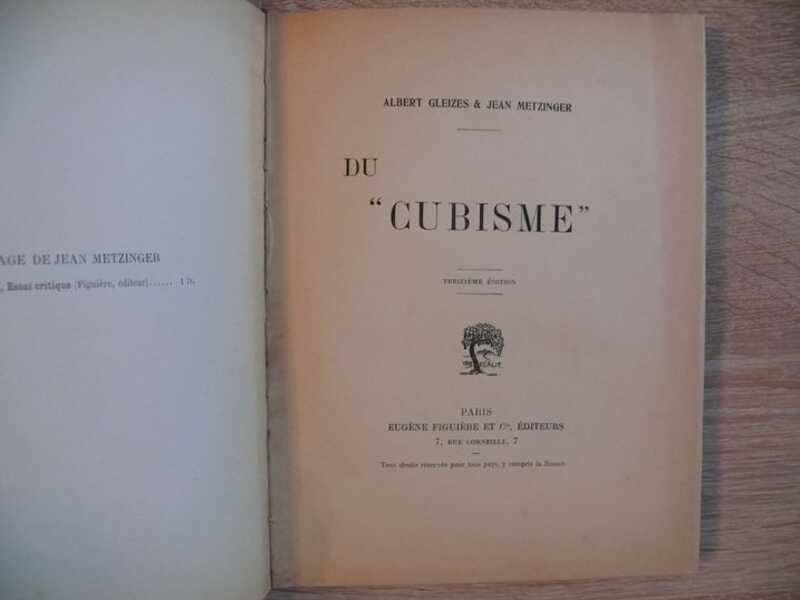 AGE DE JEAN METZINGER
, Essai critique (Figuière, éditeur)...... 1 fr.
ALBERT GLEIZES & JEAN METZINGER
DU
“CUBISME”
TREIZIÈME ÉDITION
PARIS
EUGÈNE FIGUIÈRE ET Cie, ÉDITEURS
7, RUE CORNEILLE, 7
Tous droits réservés pour tous pays, y compris la Russie